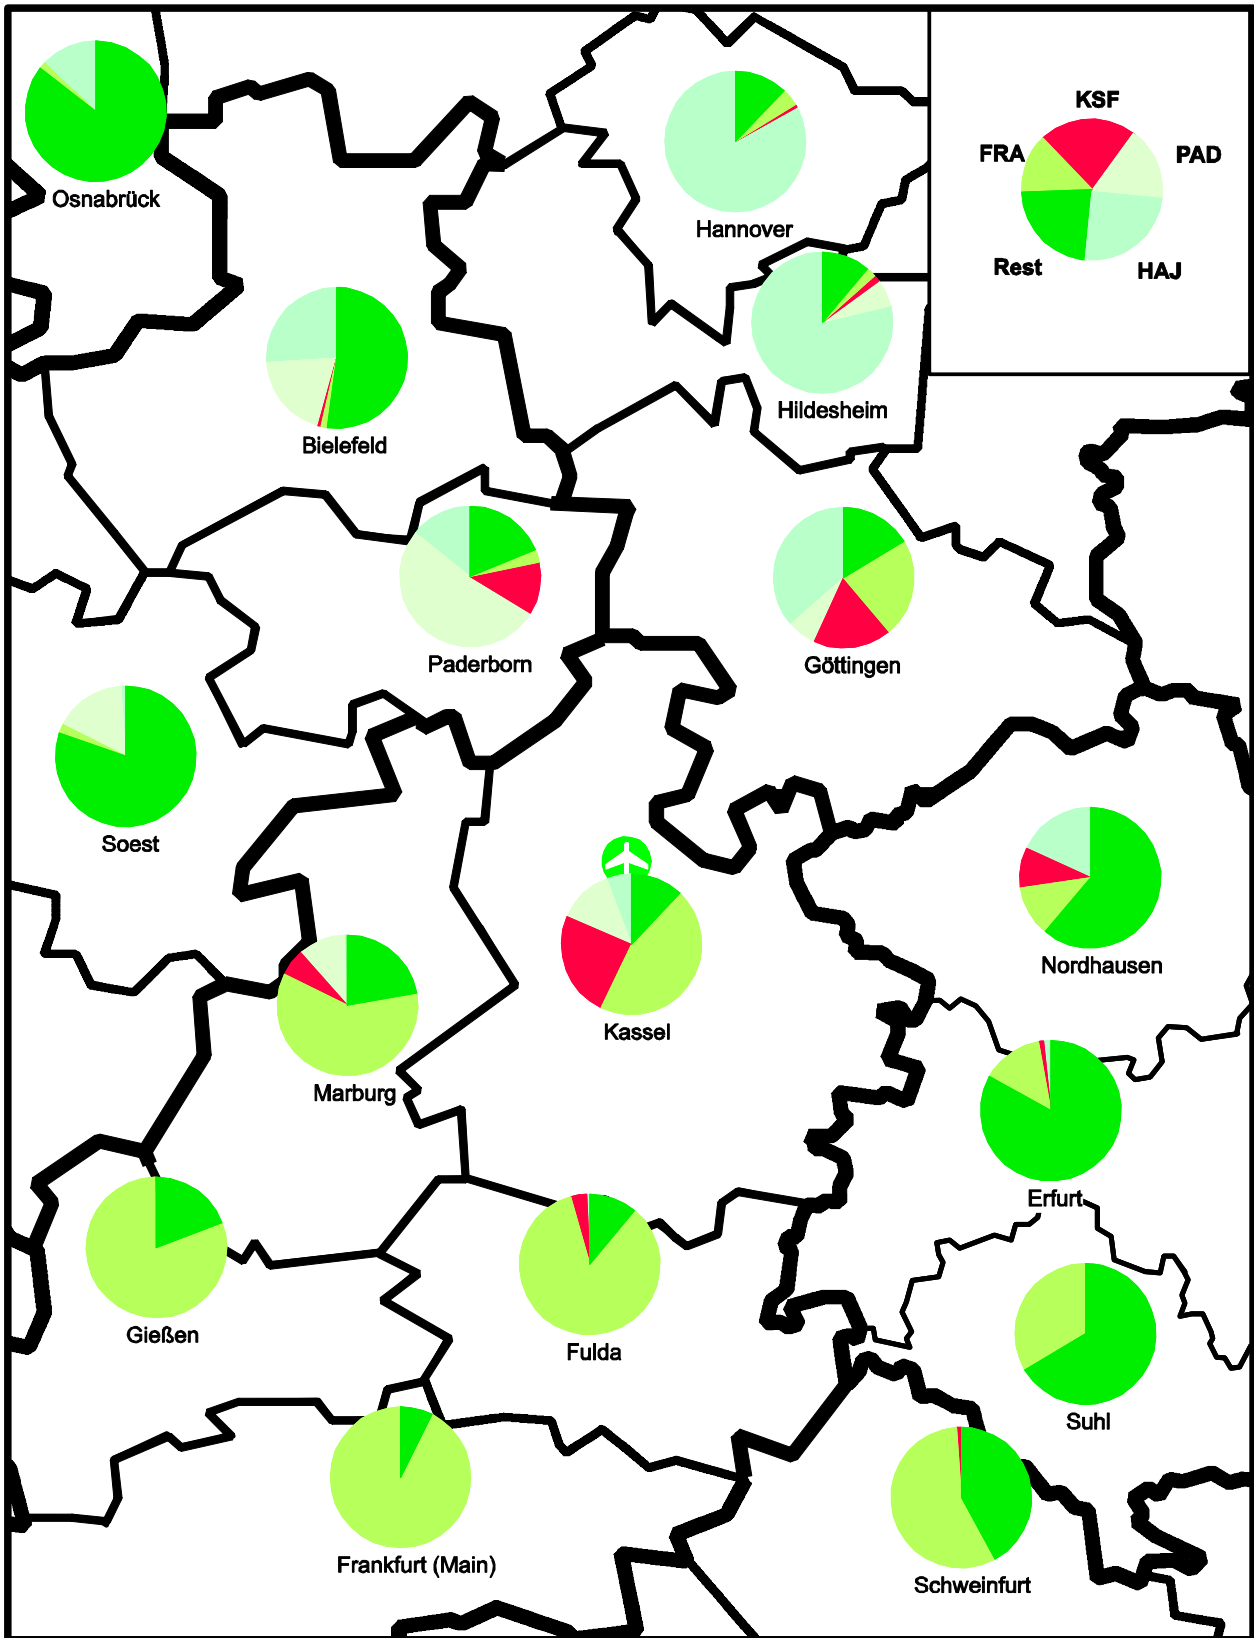 KSF
FRA
PAD
Rest
HAJ
Osnabrück
Hannover
Hildesheim
Bielefeld
Paderborn
Göttingen
Soest
Kassel
Nordhausen
Marburg
Erfurt
Gießen
Fulda
Suhl
Frankfurt (Main)
Schweinfurt